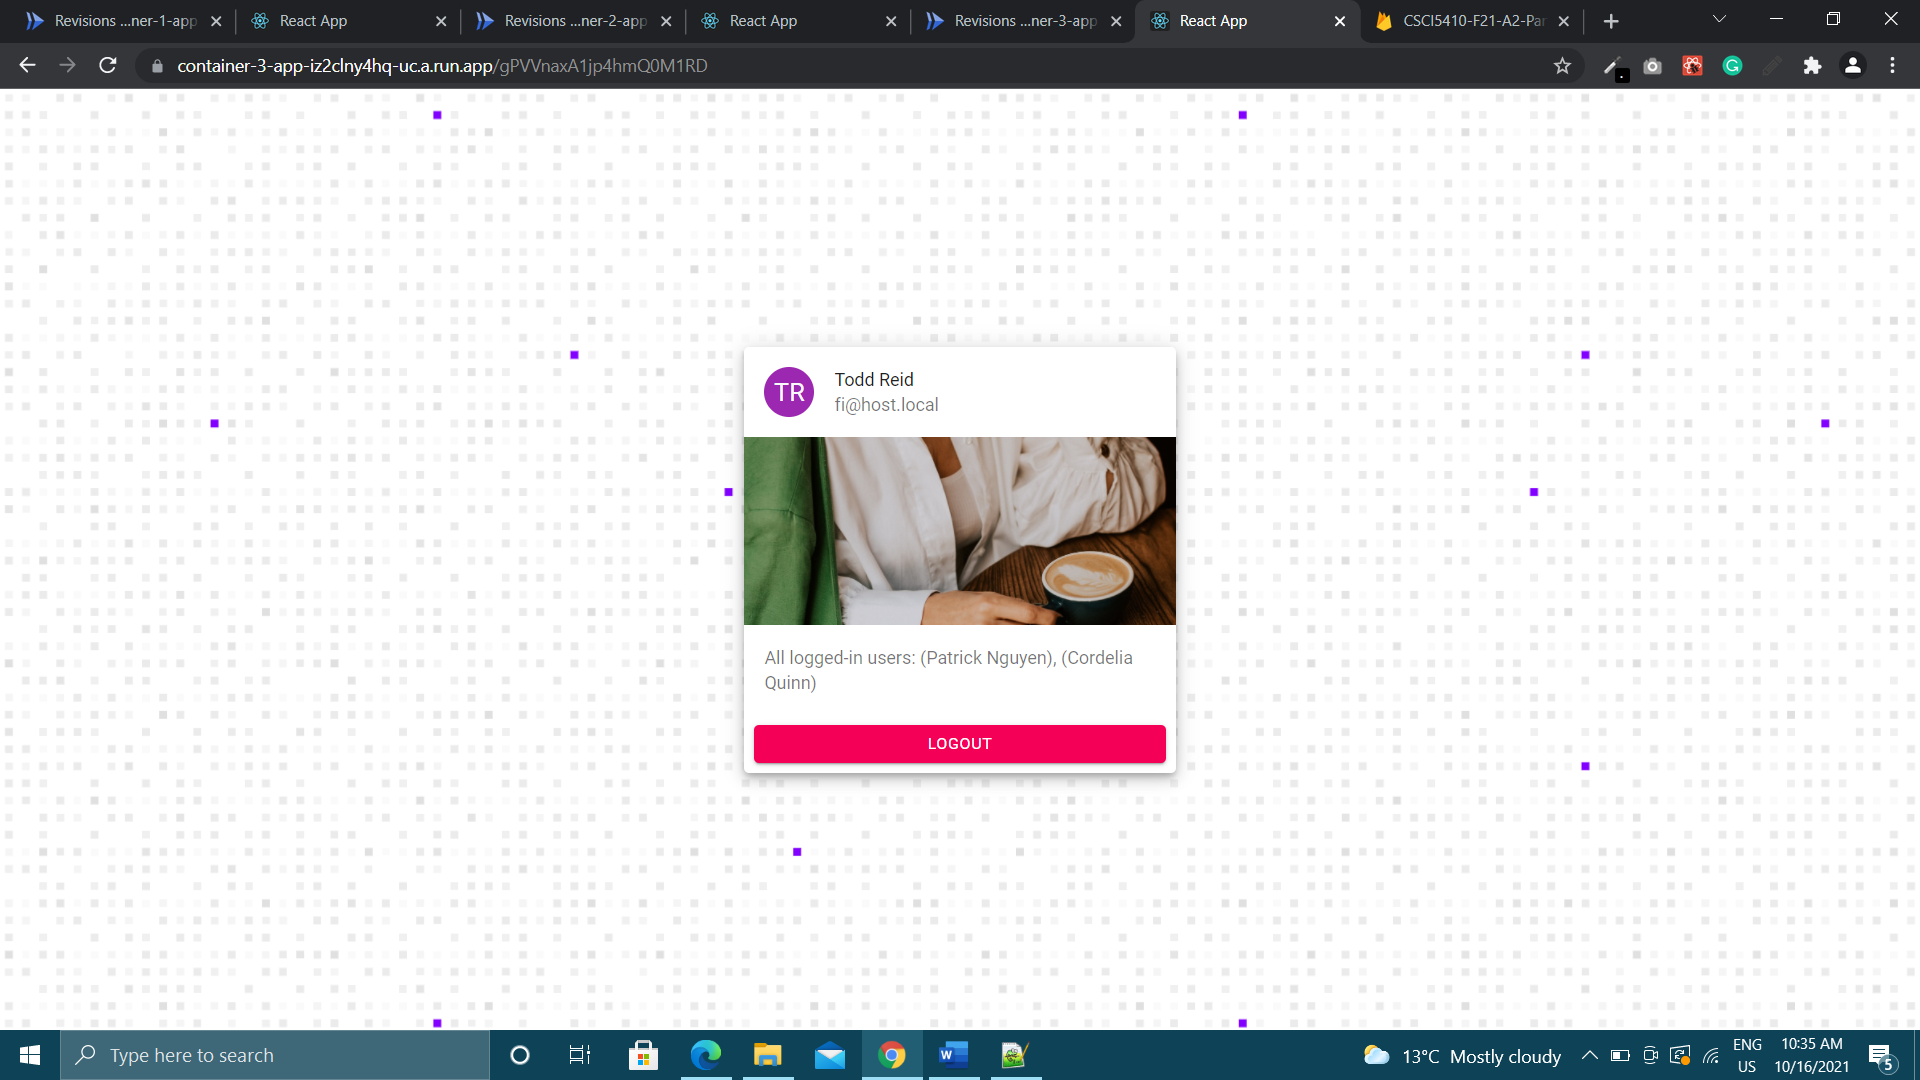 Revisions ...ner-1-app
React App
Revisions ...ner-2-app
React App
Revisions ...ner-3-app
React App
CSCI5410-F21-A2-Par
container-3-app-iz2clny4hq-uc.a.run.app/gPVVnaxA1jp4hmQ0M1RD
TR
Todd Reid
fi@host.local
All logged-in users: (Patrick Nguyen), (Cordelia
Quinn)
LOGOUT
Type here to search
13°C Mostly cloudy
ENG
US
10:35 AM
10/16/2021
5